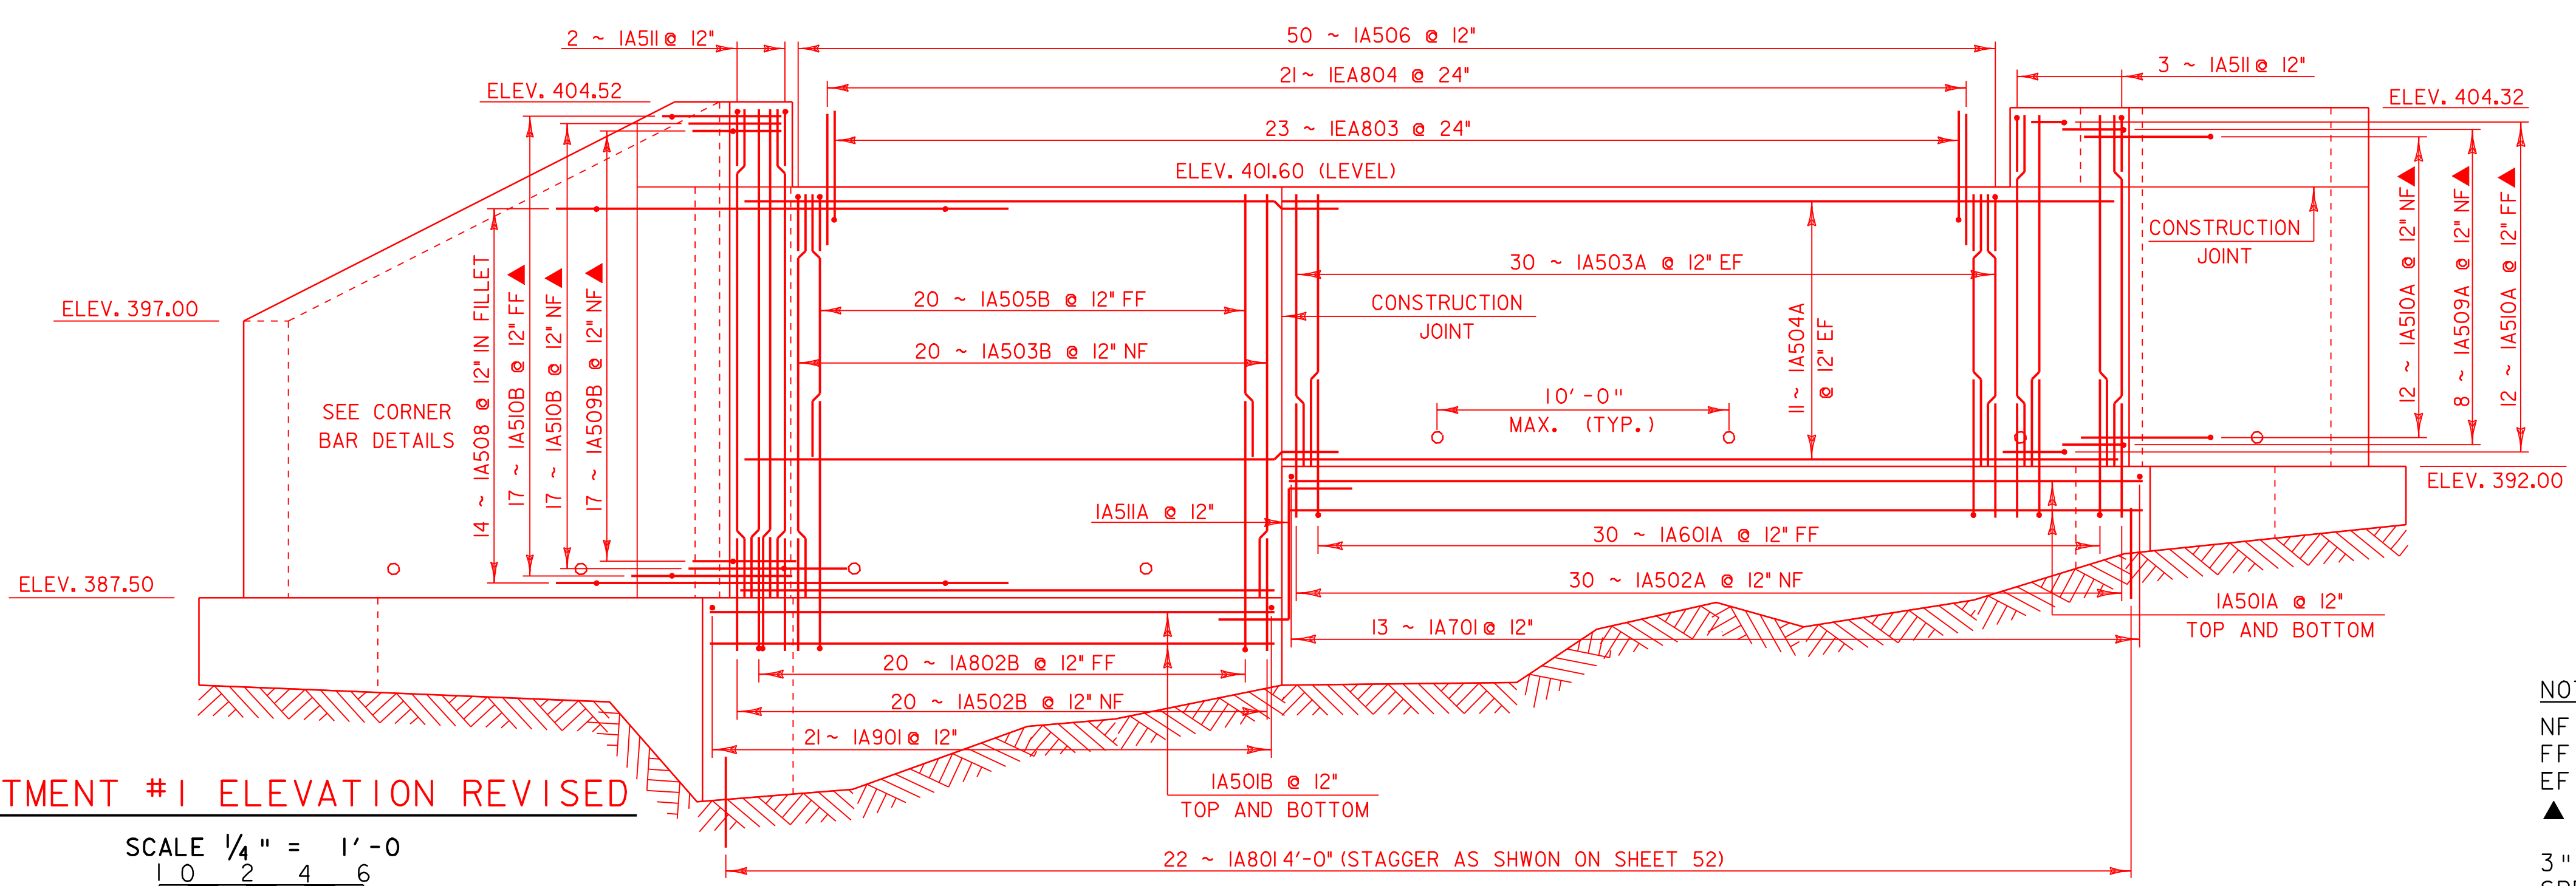 2 ~ 1A511 @ 12"
50 ~ 1A506 @ 12"
21 ~ 1EA804 @ 24"
3 ~ 1A511 @ 12"
ELEV. 404.52
ELEV. 404.32
23 ~ 1EA803 @ 24"
ELEV. 401.60 (LEVEL)
CONSTRUCTION
JOINT
30 ~ 1A503A @ 12" EF
20 ~ 1A505B @ 12" FF
CONSTRUCTION
JOINT
ELEV. 397.00
20 ~ 1A503B @ 12" NF
11 ~ 1A504A
@ 12" EF
10'-0"
MAX. (TYP.)
SEE CORNER
BAR DETAILS
14 ~ 1A508 @ 12" IN FILLET
17 ~ 1A510B @ 12" FF ▲
17 ~ 1A510B @ 12" NF ▲
17 ~ 1A509B @ 12" NF ▲
12 ~ 1A510A @ 12" NF ▲
8 ~ 1A509A @ 12" NF ▲
12 ~ 1A510A @ 12" FF ▲
ELEV. 392.00
1A511A @ 12"
30 ~ 1A601A @ 12" FF
30 ~ 1A502A @ 12" NF
ELEV. 387.50
1A501A @ 12"
TOP AND BOTTOM
13 ~ 1A701 @ 12"
20 ~ 1A802B @ 12" FF
20 ~ 1A502B @ 12" NF
21 ~ 1A901 @ 12"
1A501B @ 12"
TOP AND BOTTOM
22 ~ 1A801 4'-0" (STAGGER AS SHWON ON SHEET 52)
TMENT #1 ELEVATION REVISED
SCALE 1/4" = 1'-0
1 0 2 4 6
NF
FF
EF
▲
3"